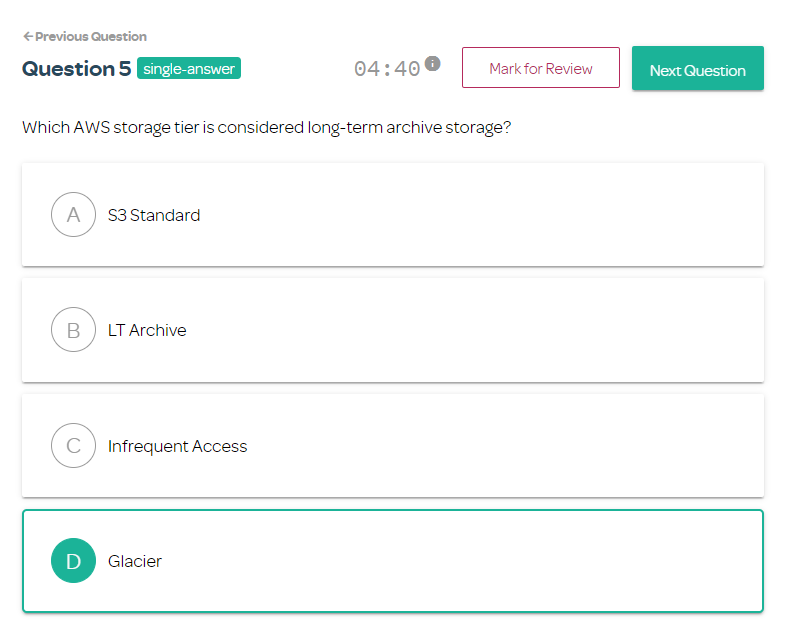 ←Previous Question
Question 5 single-answer 04:40 i Mark for Review Next Question
Which AWS storage tier is considered long-term archive storage?
A S3 Standard
B LT Archive
C Infrequent Access
D Glacier